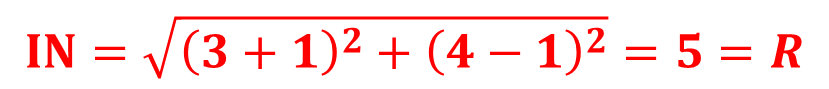 IN = √((3 + 1)² + (4 − 1)²) = 5 = R